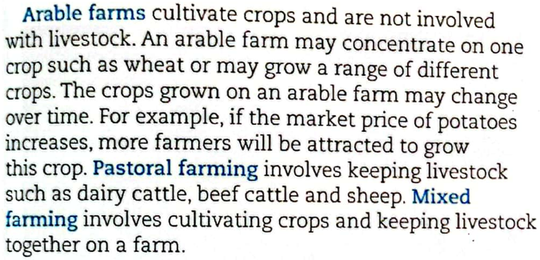 Arable farms cultivate crops and are not involved
with livestock. An arable farm may concentrate on one
crop such as wheat or may grow a range of different
crops. The crops grown on an arable farm may change
over time. For example, if the market price of potatoes
increases, more farmers will be attracted to grow
this crop. Pastoral farming involves keeping livestock
such as dairy cattle, beef cattle and sheep. Mixed
farming involves cultivating crops and keeping livestock
together on a farm.